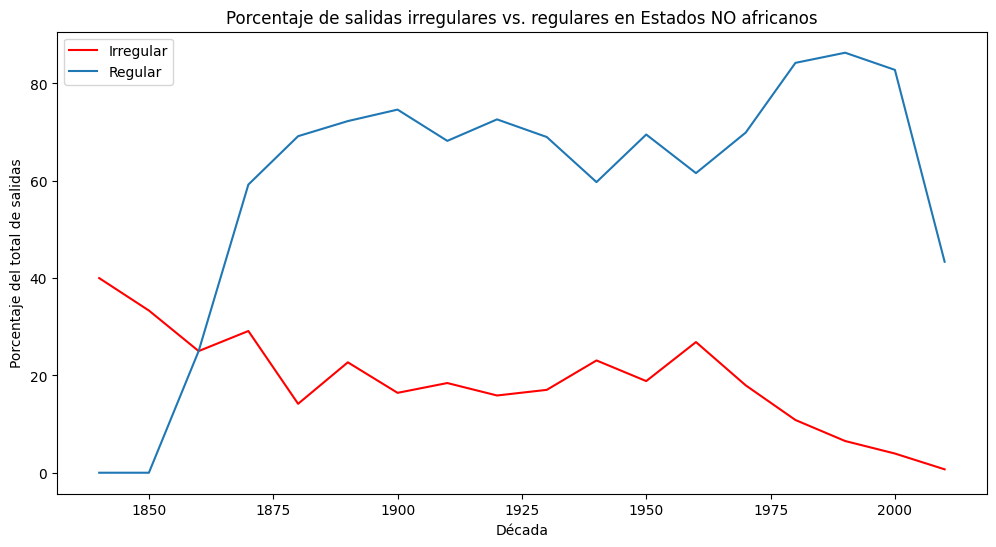 Porcentaje de salidas irregulares vs. regulares en Estados NO africanos
Irregular
Regular
Porcentaje del total de salidas
80
60
40
20
0
1850 1875 1900 1925 1950 1975 2000
Década